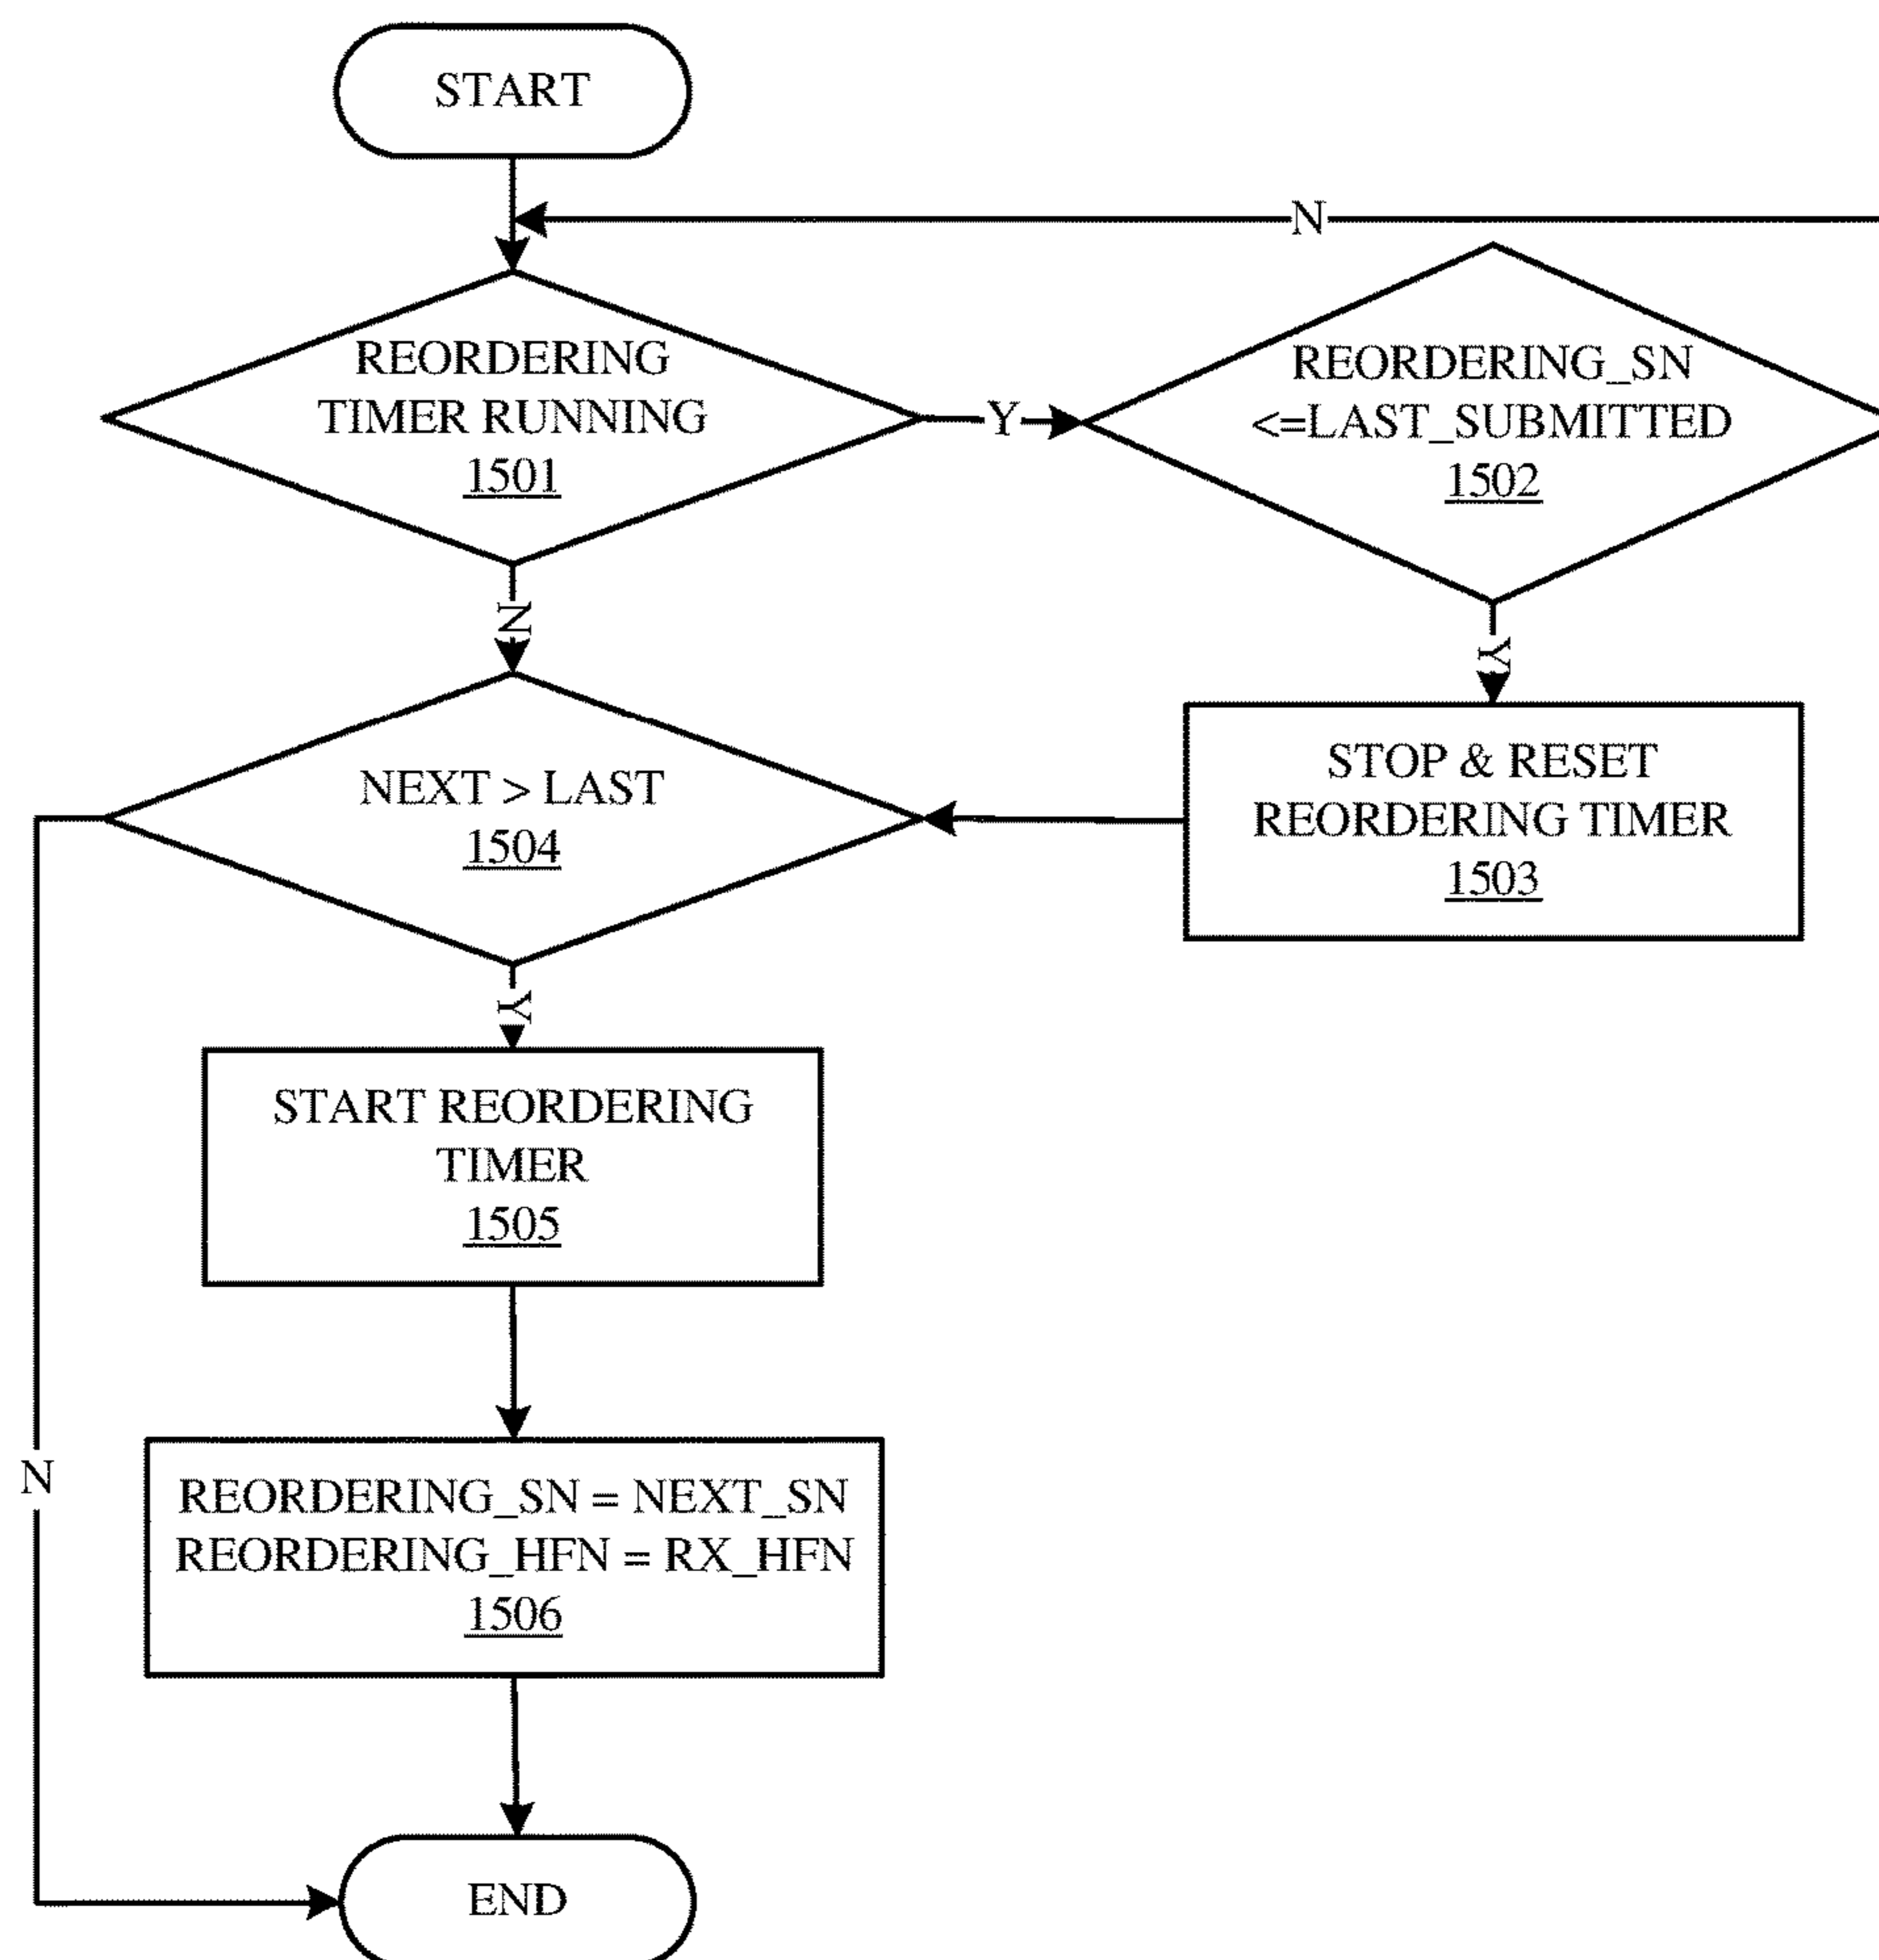 START
N
REORDERING
TIMER RUNNING
1501
Y
REORDERING_SN
<=LAST_SUBMITTED
1502
N
Y
NEXT > LAST
1504
STOP & RESET
REORDERING TIMER
1503
Y
START REORDERING
TIMER
1505
N
REORDERING_SN = NEXT_SN
REORDERING_HFN = RX_HFN
1506
END